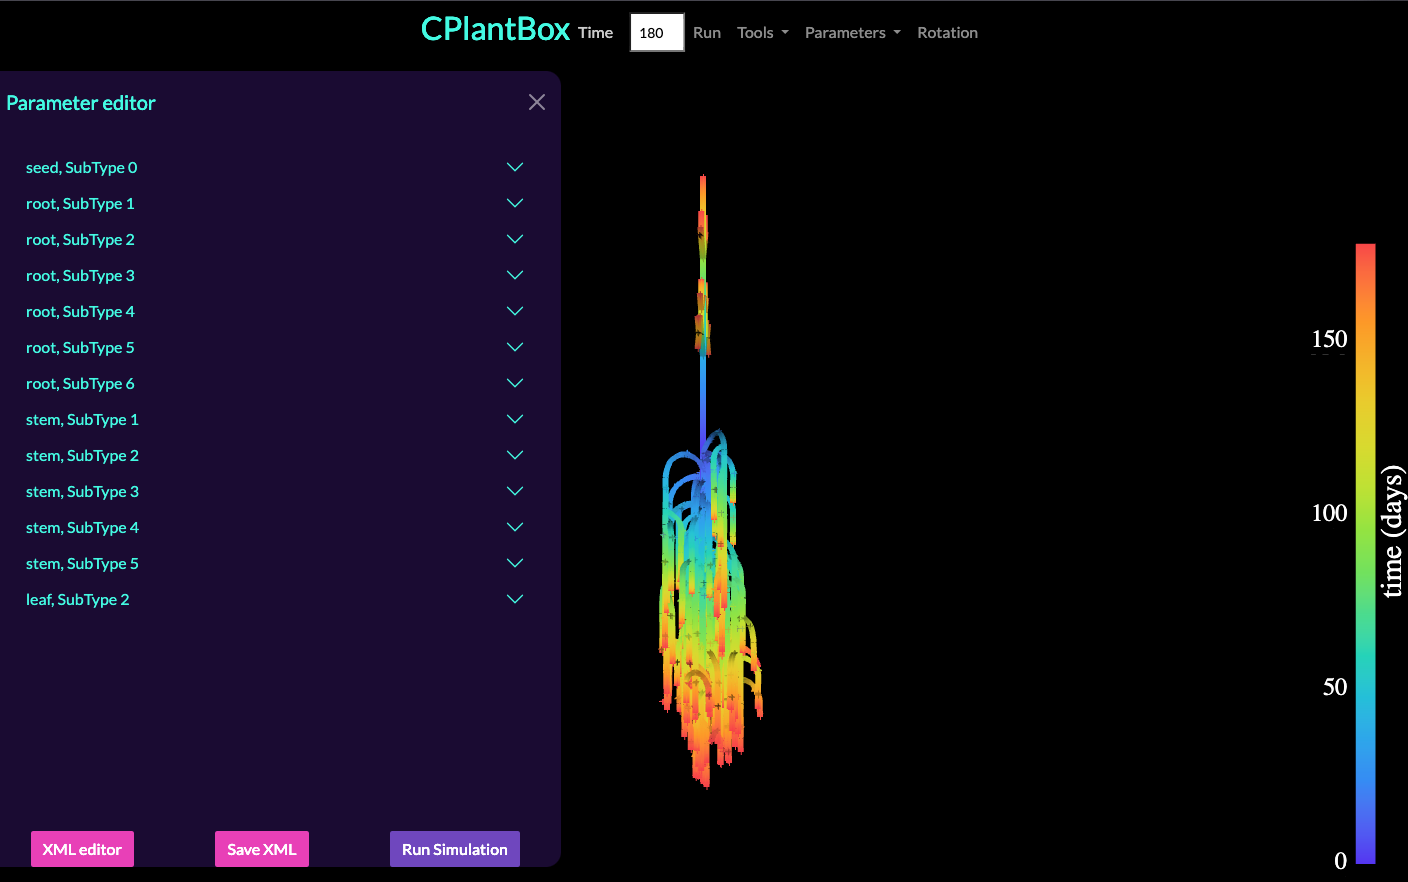 CPlantBox Time 180 Run Tools Parameters Rotation
Parameter editor
seed, SubType 0
root, SubType 1
root, SubType 2
root, SubType 3
root, SubType 4
root, SubType 5
root, SubType 6
stem, SubType 1
stem, SubType 2
stem, SubType 3
stem, SubType 4
stem, SubType 5
leaf, SubType 2
XML editor Save XML Run Simulation
150
100
50
0
time (days)